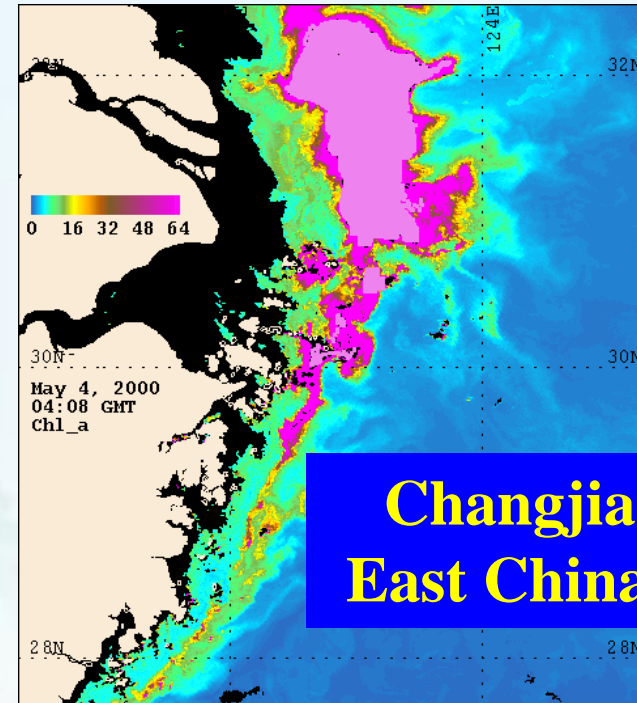 124E
32N 32N
0 16 32 48 64
30N 30N
May 4, 2000
04:08 GMT
Chl_a
Changjia
East China
28N 28N